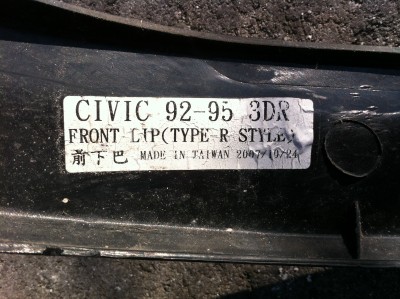 CIVIC 92-95 3DR
FRONT LIP(TYPE-R STYLE)
前下巴 MADE IN TAIWAN 2007/10/24